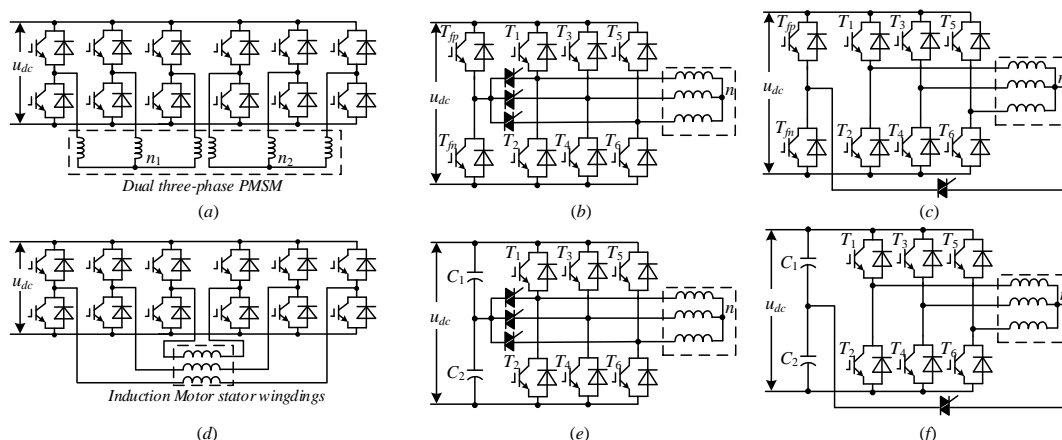 u_dc
n_1
n_2
Dual three-phase PMSM
(a)
T_fp
T_1
T_3
T_5
u_dc
n
T_fn
T_2
T_4
T_6
(b)
T_fp
T_1
T_3
T_5
u_dc
n
T_fn
T_2
T_4
T_6
(c)
u_dc
Induction Motor stator wingdings
(d)
T_1
T_3
T_5
C_1
u_dc
n
C_2
T_2
T_4
T_6
(e)
T_1
T_3
T_5
C_1
u_dc
C_2
T_2
T_4
T_6
(f)